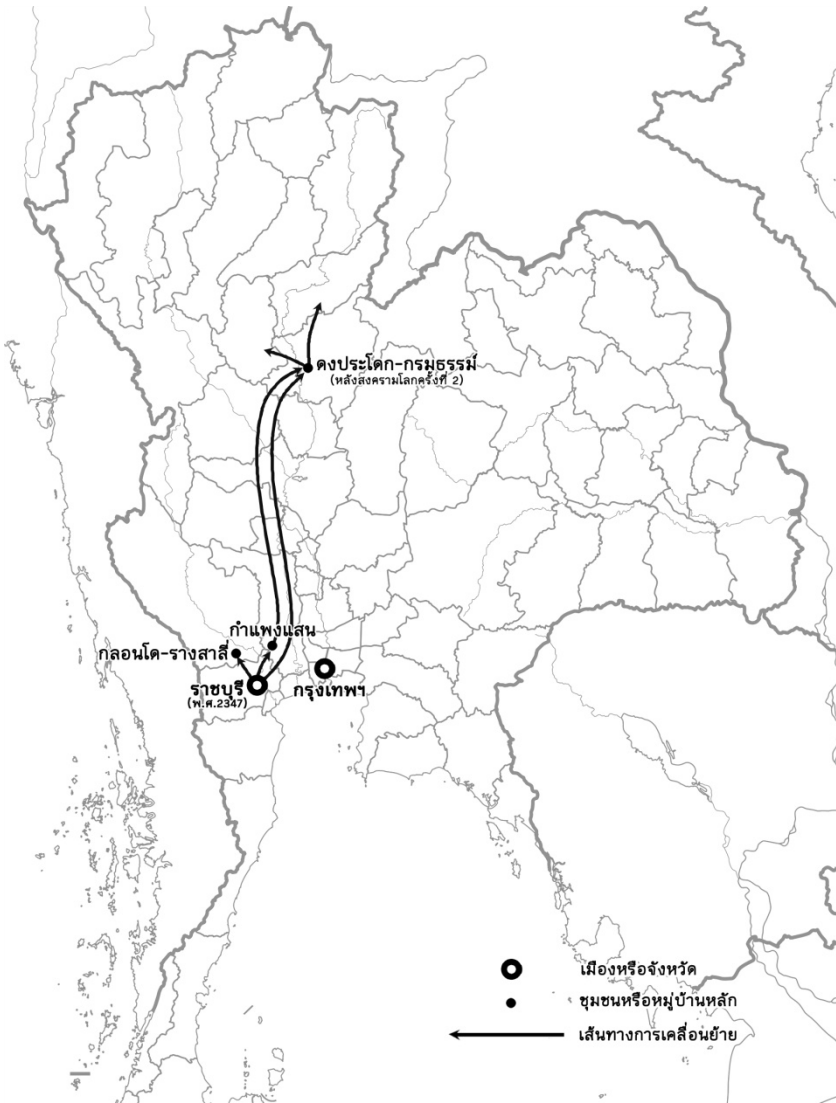 ดงประโดก-กรมธรรม์
(หลังสงครามโลกครั้งที่ 2)
กำแพงแสน
กลอนโด-รางสาลี่
ราชบุรี
(พ.ศ.2347)
กรุงเทพฯ
เมืองหรือจังหวัด
ชุมชนหรือหมู่บ้านหลัก
เส้นทางการเคลื่อนย้าย